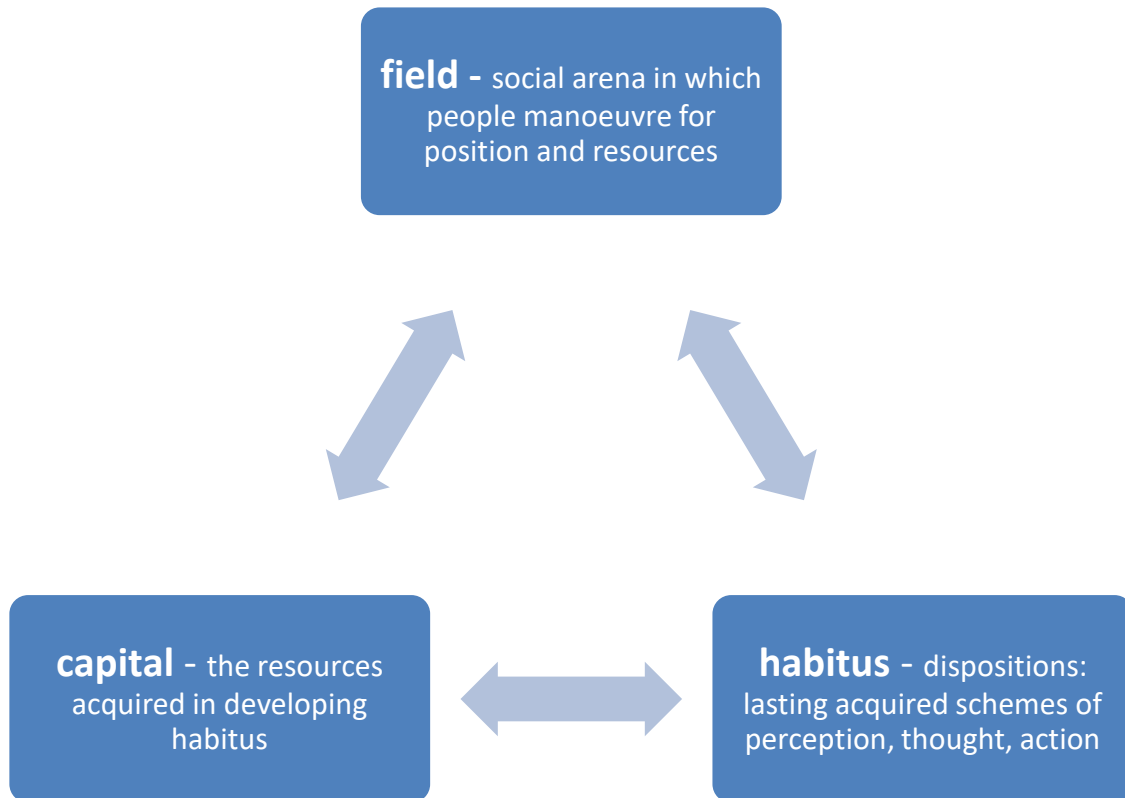 field - social arena in which
people manoeuvre for
position and resources
capital - the resources
acquired in developing
habitus
habitus - dispositions:
lasting acquired schemes of
perception, thought, action